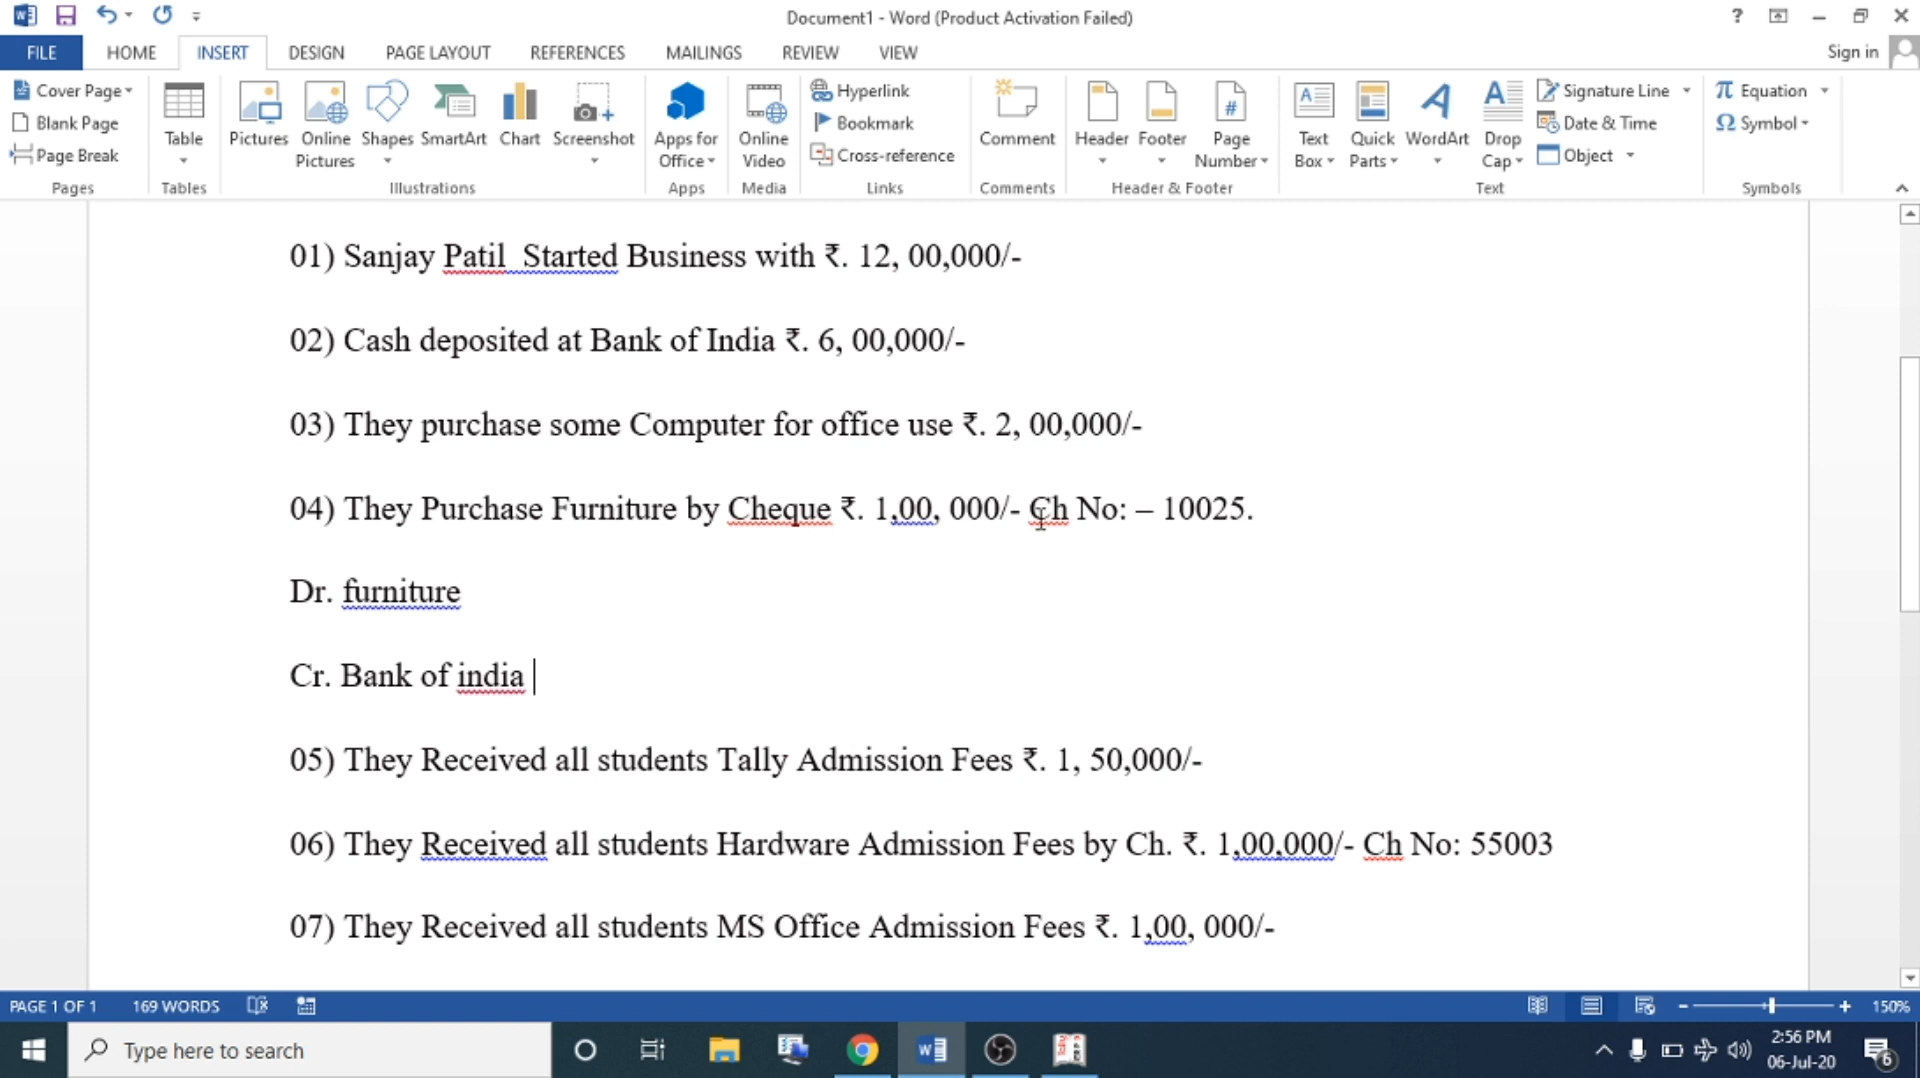 Document1 - Word (Product Activation Failed)
?
FILE HOME INSERT DESIGN PAGE LAYOUT REFERENCES MAILINGS REVIEW VIEW Sign in
Cover Page
Blank Page
Page Break
Pages
Table
Tables
Pictures
Online Pictures
Shapes
SmartArt
Chart
Screenshot
Illustrations
Apps for Office
Apps
Online Video
Media
Hyperlink
Bookmark
Cross-reference
Links
Comment
Comments
Header
Footer
Page Number
Header & Footer
Text Box
Quick Parts
WordArt
Drop Cap
Signature Line
Date & Time
Object
Text
π Equation
Ω Symbol
Symbols
01) Sanjay Patil  Started Business with ₹. 12, 00,000/-
02) Cash deposited at Bank of India ₹. 6, 00,000/-
03) They purchase some Computer for office use ₹. 2, 00,000/-
04) They Purchase Furniture by Cheque ₹. 1,00, 000/- Ch No: – 10025.
Dr. furniture
Cr. Bank of india
05) They Received all students Tally Admission Fees ₹. 1, 50,000/-
06) They Received all students Hardware Admission Fees by Ch. ₹. 1,00,000/- Ch No: 55003
07) They Received all students MS Office Admission Fees ₹. 1,00, 000/-
PAGE 1 OF 1 169 WORDS 150%
Type here to search
2:56 PM
06-Jul-20
6